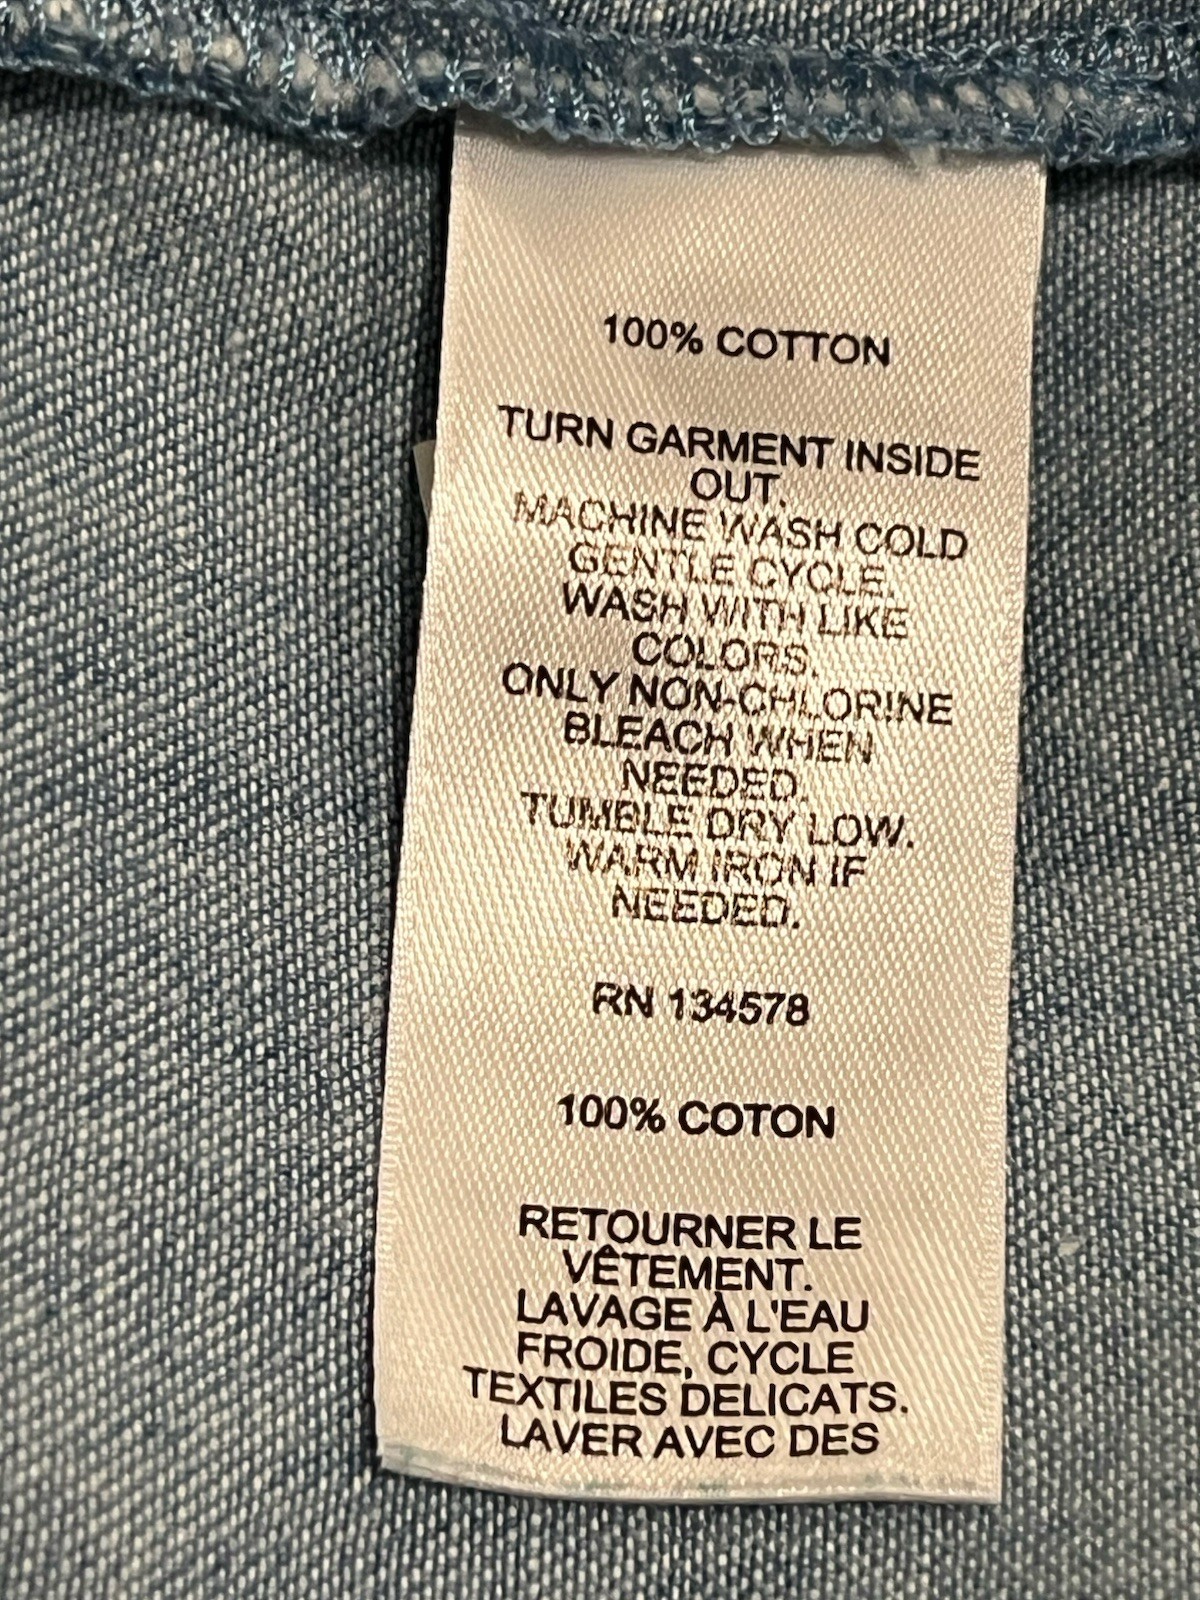 100% COTTON
TURN GARMENT INSIDE
OUT.
MACHINE WASH COLD
GENTLE CYCLE.
WASH WITH LIKE
COLORS.
ONLY NON-CHLORINE
BLEACH WHEN
NEEDED.
TUMBLE DRY LOW.
WARM IRON IF
NEEDED.
RN 134578
100% COTON
RETOURNER LE
VÊTEMENT.
LAVAGE À L'EAU
FROIDE, CYCLE
TEXTILES DELICATS.
LAVER AVEC DES